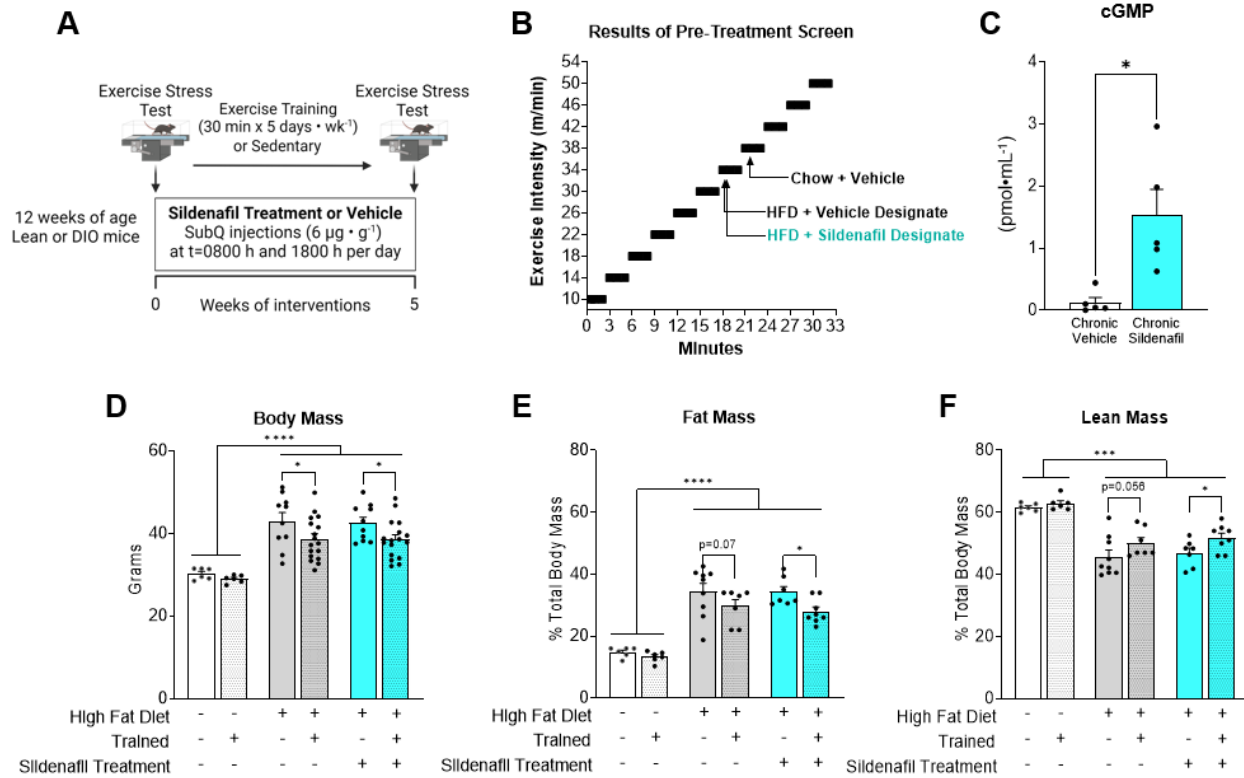 A
Exercise Stress Test
Exercise Training
(30 min x 5 days • wk-1)
or Sedentary
Exercise Stress Test
12 weeks of age
Lean or DIO mice
Sildenafil Treatment or Vehicle
SubQ injections (6 µg • g-1)
at t=0800 h and 1800 h per day
0
Weeks of interventions
5
B
Results of Pre-Treatment Screen
Exercise Intensity (m/min)
54
50
46
42
38
34
30
26
22
18
14
10
Chow + Vehicle
HFD + Vehicle Designate
HFD + Sildenafil Designate
0 3 6 9 12 15 18 21 24 27 30 33
Minutes
C
cGMP
(pmol•mL-1)
4
3
2
1
0
*
Chronic Vehicle
Chronic Sildenafil
D
Body Mass
Grams
60
40
20
0
****
*
*
High Fat Diet - - + + + +
Trained - + - + - +
Sildenafil Treatment - - - - + +
E
Fat Mass
% Total Body Mass
80
60
40
20
0
****
p=0.07
*
- - + + + +
- + - + - +
- - - - + +
F
Lean Mass
% Total Body Mass
80
60
40
20
0
***
p=0.056
*
High Fat Diet - - + + + +
Trained - + - + - +
Sildenafil Treatment - - - - + +